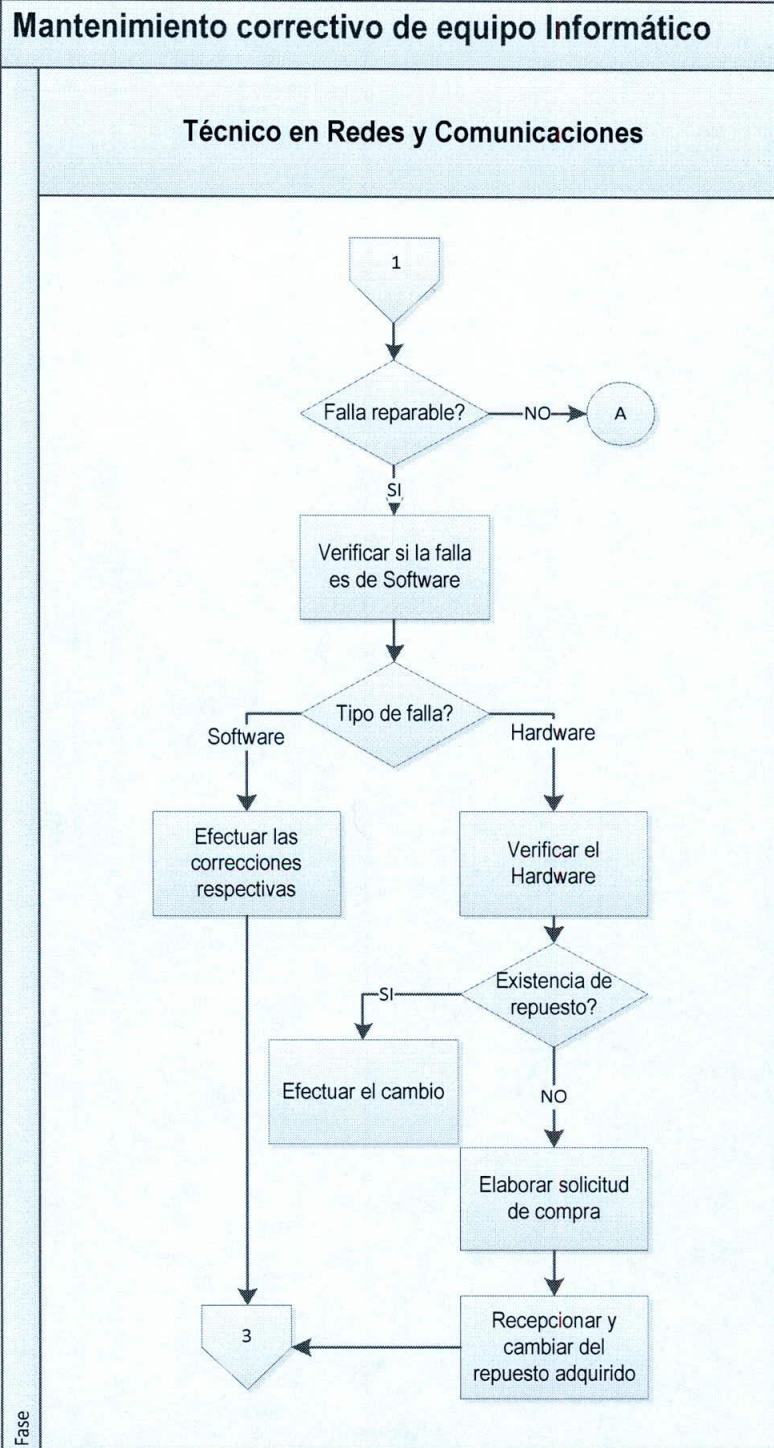 Mantenimiento correctivo de equipo Informático
Técnico en Redes y Comunicaciones
1
Falla reparable?
NO
A
SI
Verificar si la falla
es de Software
Tipo de falla?
Software
Hardware
Efectuar las
correcciones
respectivas
Verificar el
Hardware
Existencia de
repuesto?
SI
Efectuar el cambio
NO
Elaborar solicitud
de compra
Recepcionar y
cambiar del
repuesto adquirido
3
Fase